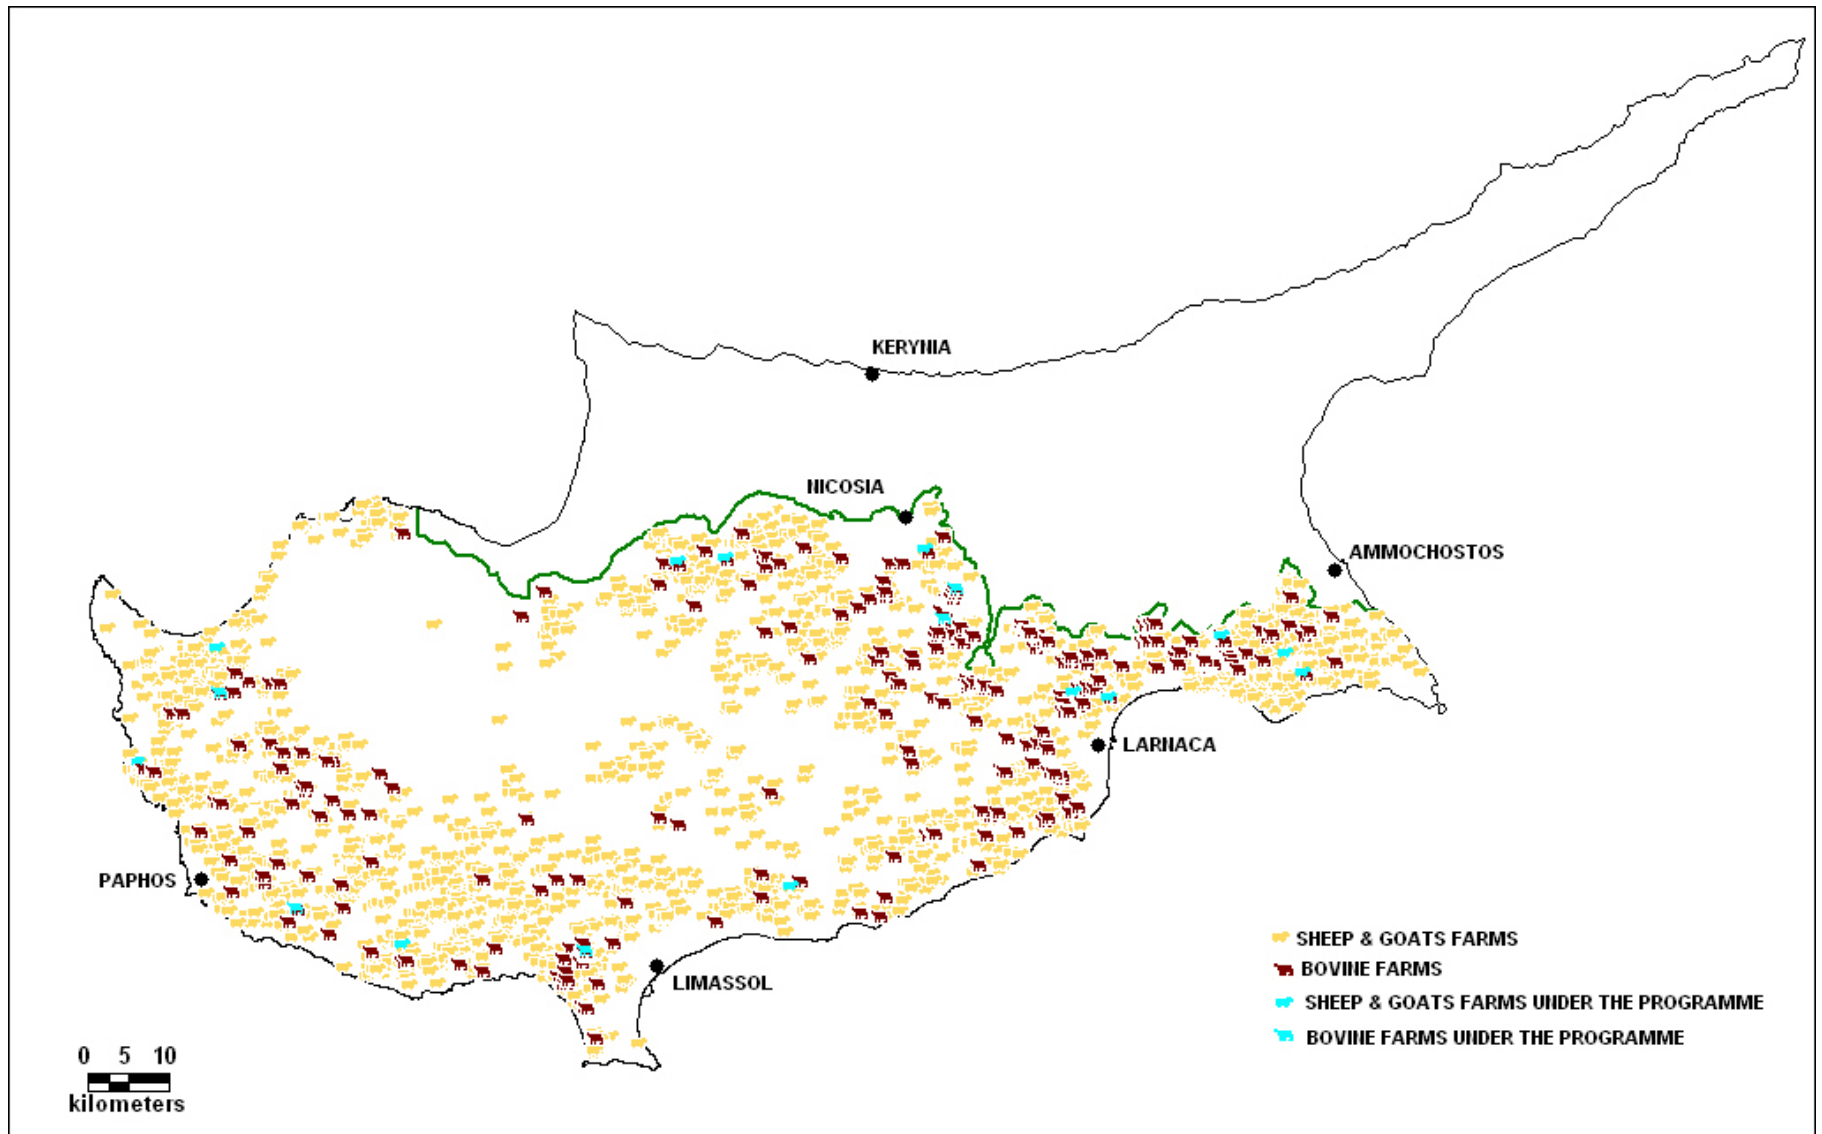 KERYNIA
NICOSIA
AMMOCHOSTOS
LARNACA
PAPHOS
LIMASSOL
SHEEP & GOATS FARMS
BOVINE FARMS
SHEEP & GOATS FARMS UNDER THE PROGRAMME
BOVINE FARMS UNDER THE PROGRAMME
0 5 10
kilometers